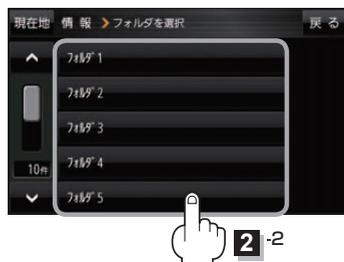 現在地 情 報 ❯フォルダを選択 戻 る
ﾌｫﾙﾀﾞ 1
ﾌｫﾙﾀﾞ 2
ﾌｫﾙﾀﾞ 3
ﾌｫﾙﾀﾞ 4
10件
ﾌｫﾙﾀﾞ 5
2 -2